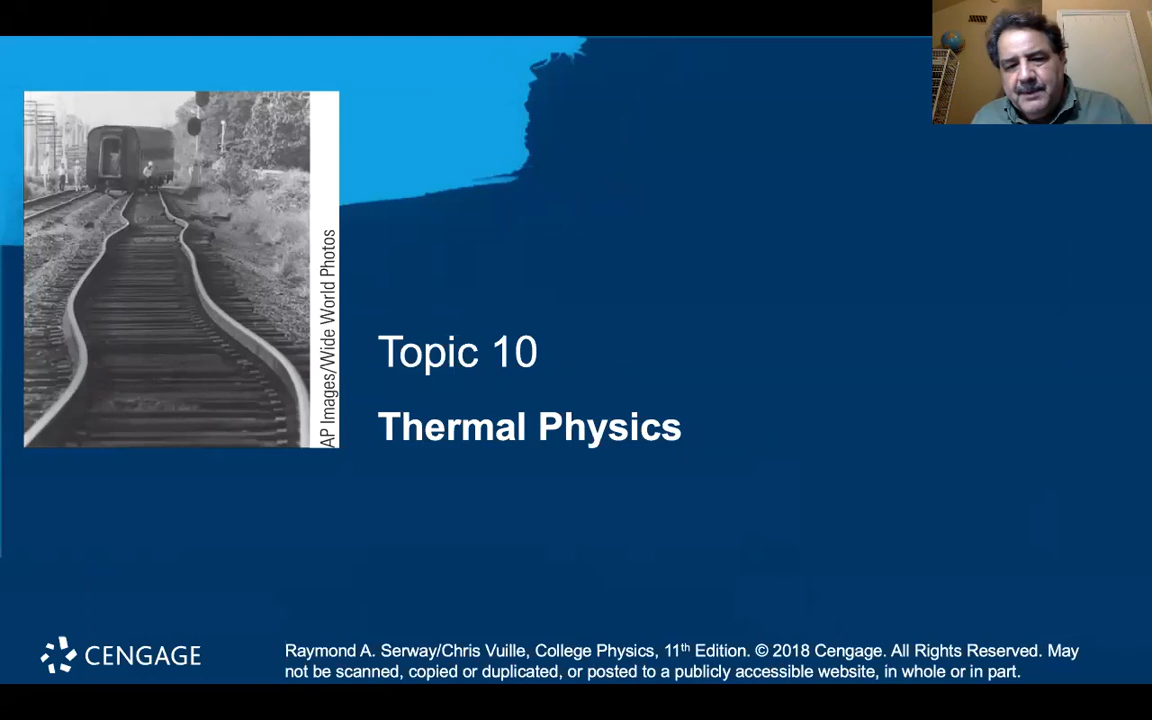 AP Images/Wide World Photos
Topic 10
Thermal Physics
CENGAGE
Raymond A. Serway/Chris Vuille, College Physics, 11th Edition. © 2018 Cengage. All Rights Reserved. May
not be scanned, copied or duplicated, or posted to a publicly accessible website, in whole or in part.